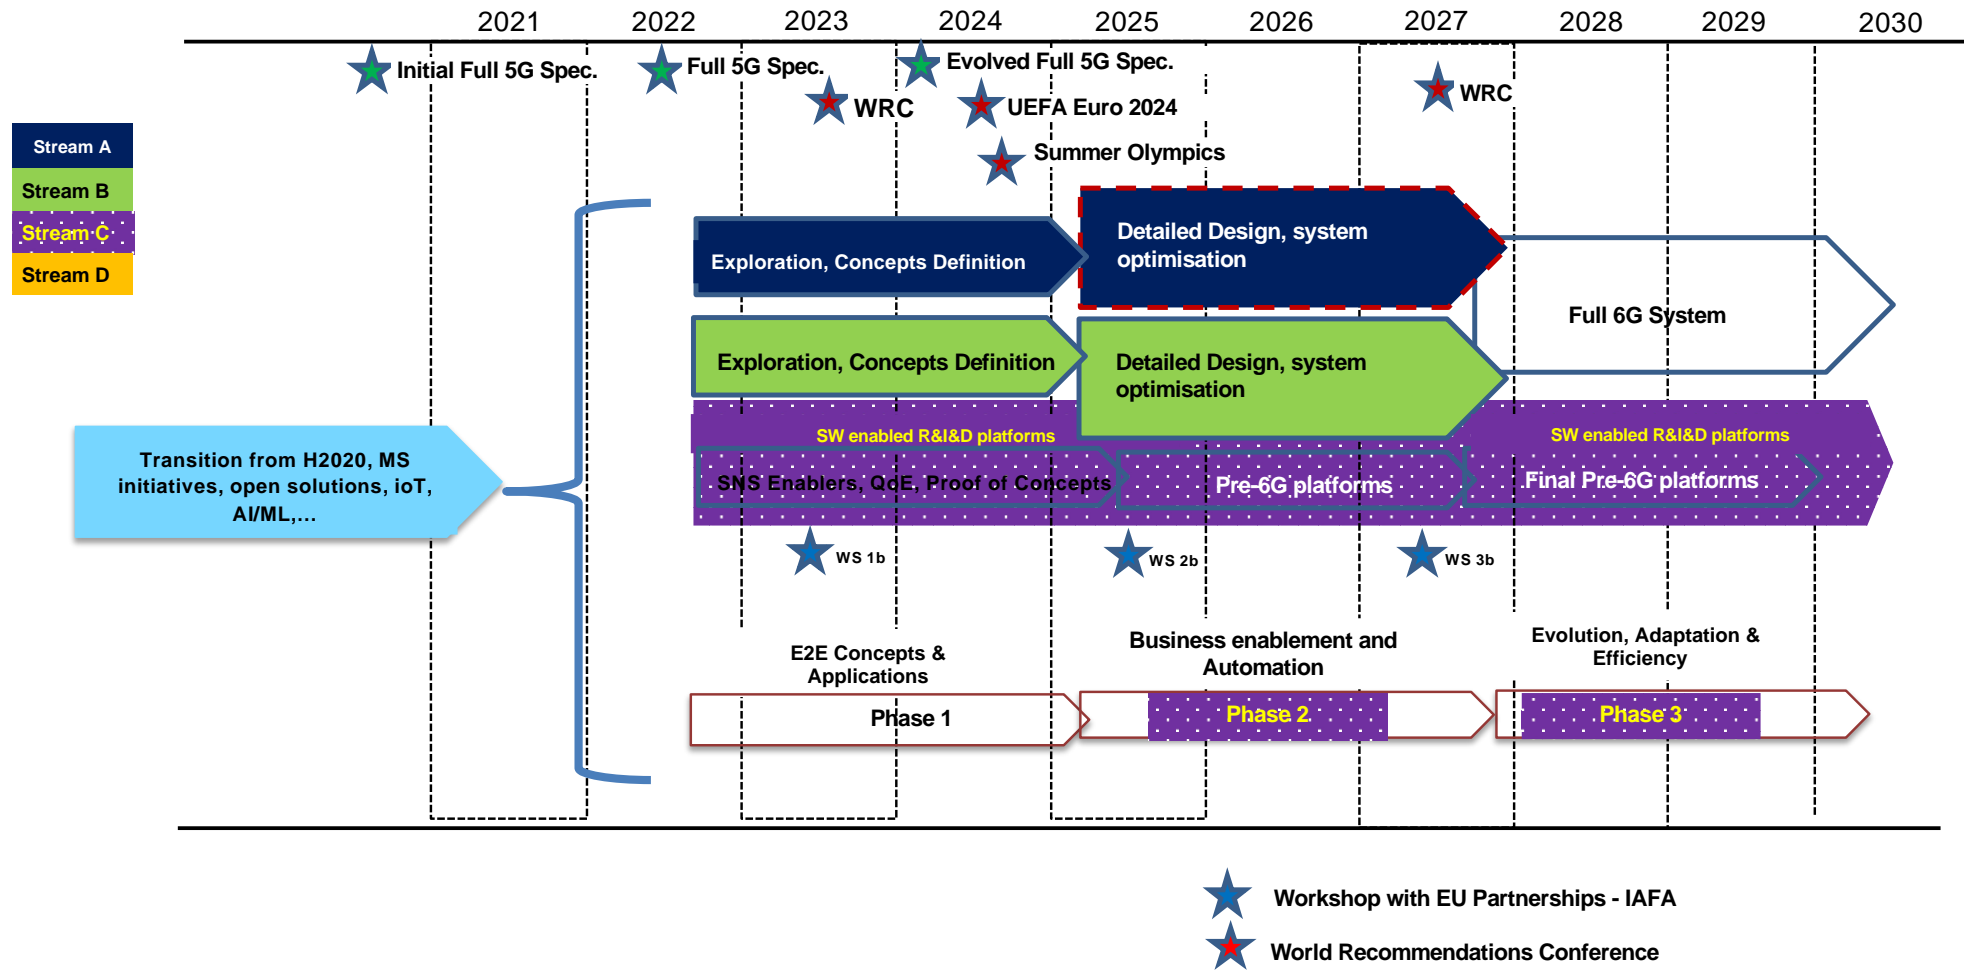 2021 2022 2023 2024 2025 2026 2027 2028 2029 2030
Initial Full 5G Spec.
Full 5G Spec.
Evolved Full 5G Spec.
WRC
UEFA Euro 2024
WRC
Summer Olympics
Stream A
Stream B
Stream C
Stream D
Exploration, Concepts Definition
Detailed Design, system
optimisation
Full 6G System
Exploration, Concepts Definition
Detailed Design, system
optimisation
SW enabled R&I&D platforms
SW enabled R&I&D platforms
Transition from H2020, MS
initiatives, open solutions, ioT,
AI/ML,...
SNS Enablers, QoE, Proof of Concepts
Pre-6G platforms
Final Pre-6G platforms
WS 1b
WS 2b
WS 3b
E2E Concepts &
Applications
Business enablement and
Automation
Evolution, Adaptation &
Efficiency
Phase 1
Phase 2
Phase 3
Workshop with EU Partnerships - IAFA
World Recommendations Conference